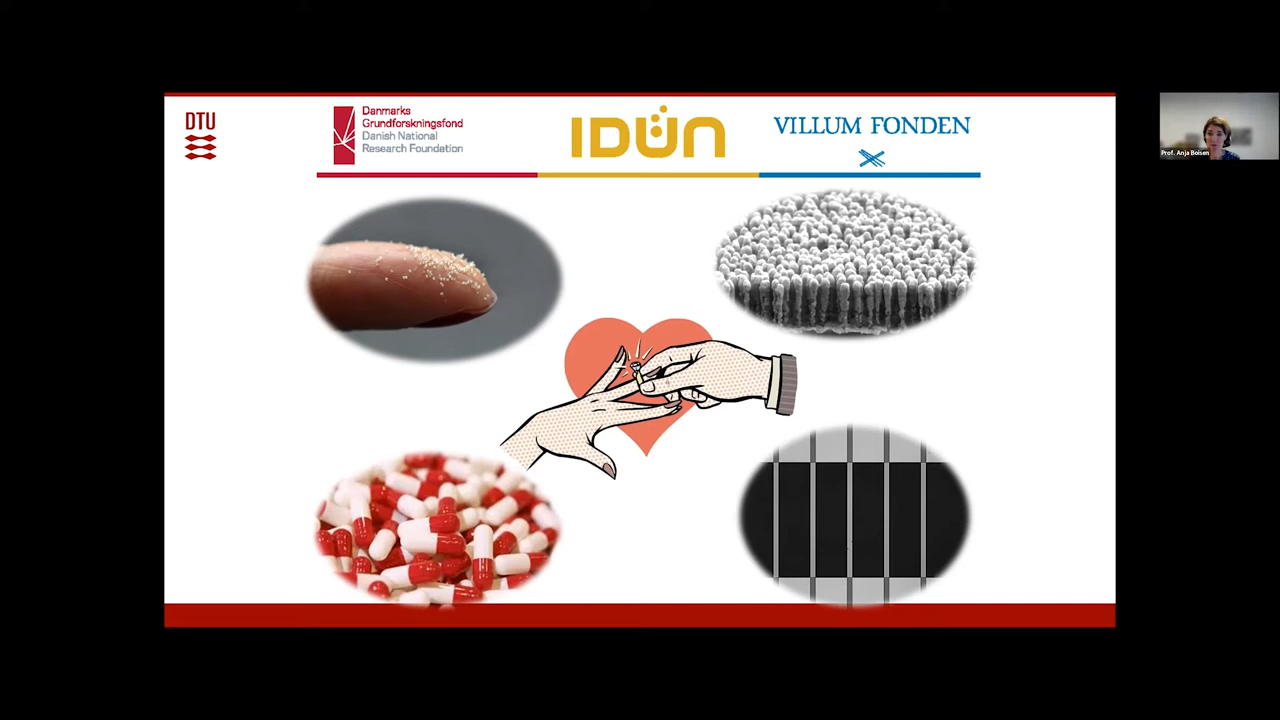 DTU
Danmarks
Grundforskningsfond
Danish National
Research Foundation
IDUN
VILLUM FONDEN
Prof. Anja Boisen